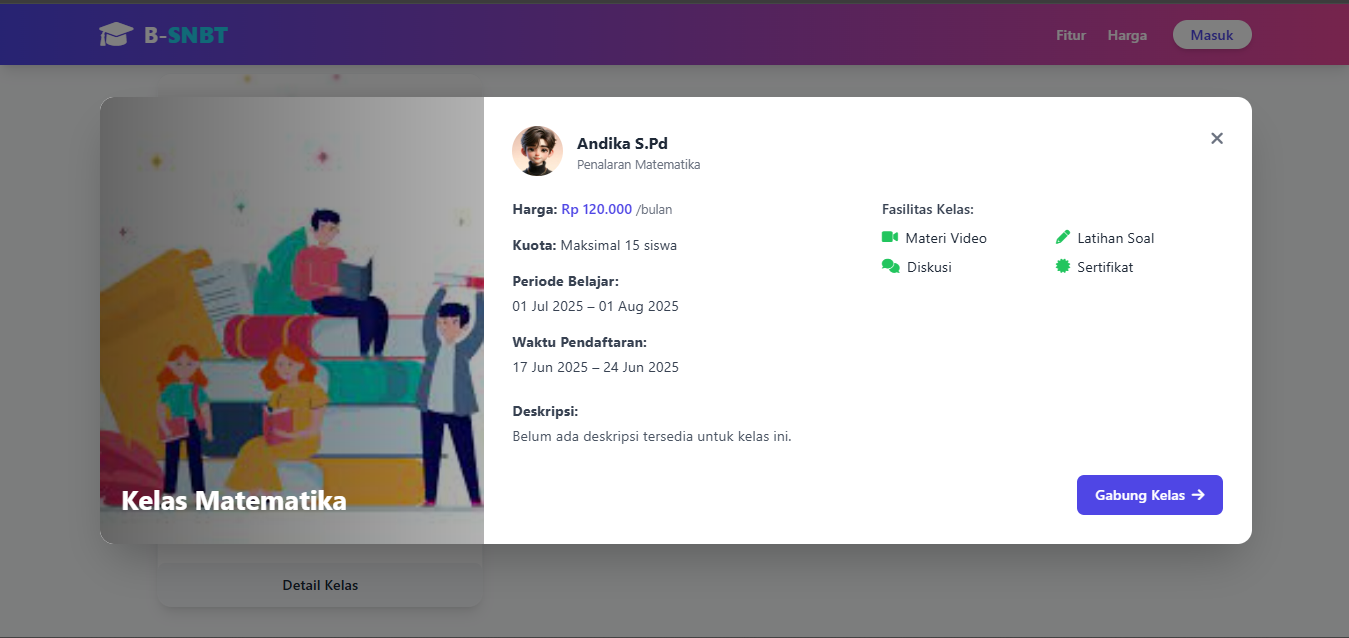 B-SNBT
Fitur
Harga
Masuk
Kelas Matematika
Andika S.Pd
Penalaran Matematika
Harga: Rp 120.000 /bulan
Kuota: Maksimal 15 siswa
Periode Belajar:
01 Jul 2025 – 01 Aug 2025
Waktu Pendaftaran:
17 Jun 2025 – 24 Jun 2025
Deskripsi:
Belum ada deskripsi tersedia untuk kelas ini.
Fasilitas Kelas:
Materi Video
Latihan Soal
Diskusi
Sertifikat
Gabung Kelas →
Detail Kelas